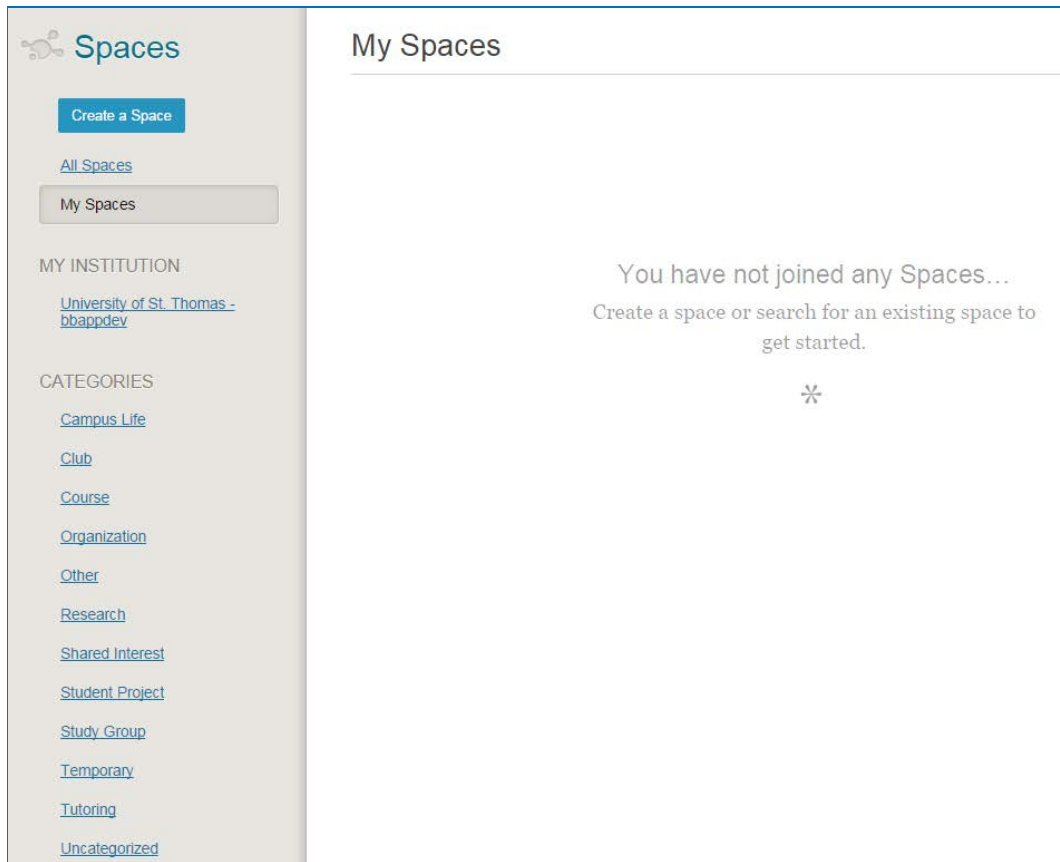 Spaces
Create a Space
All Spaces
My Spaces
MY INSTITUTION
University of St. Thomas -
bbappdev
CATEGORIES
Campus Life
Club
Course
Organization
Other
Research
Shared Interest
Student Project
Study Group
Temporary
Tutoring
Uncategorized
My Spaces
You have not joined any Spaces...
Create a space or search for an existing space to
get started.
*